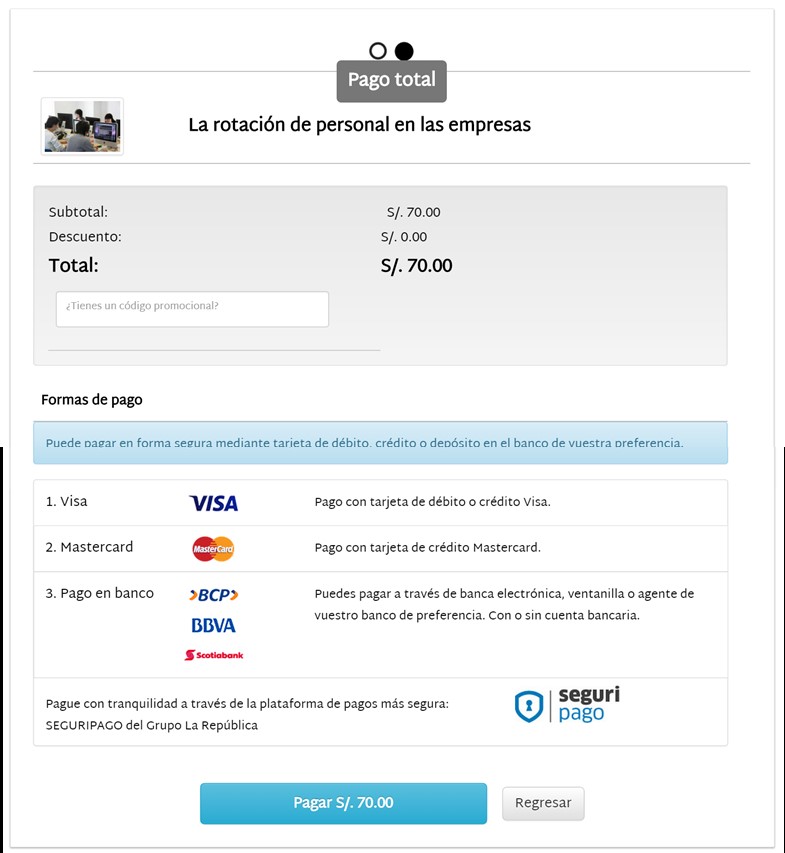 Pago total
La rotación de personal en las empresas
Subtotal: S/. 70.00
Descuento: S/. 0.00
Total: S/. 70.00
¿Tienes un código promocional?
Formas de pago
Puede pagar en forma segura mediante tarjeta de débito, crédito o depósito en el banco de vuestra preferencia.
1. Visa VISA Pago con tarjeta de débito o crédito Visa.
2. Mastercard MasterCard Pago con tarjeta de crédito Mastercard.
3. Pago en banco BCP Puedes pagar a través de banca electrónica, ventanilla o agente de
vuestro banco de preferencia. Con o sin cuenta bancaria.
BBVA
Scotiabank
Pague con tranquilidad a través de la plataforma de pagos más segura:
SEGURIPAGO del Grupo La República
seguri
pago
Pagar S/. 70.00 Regresar